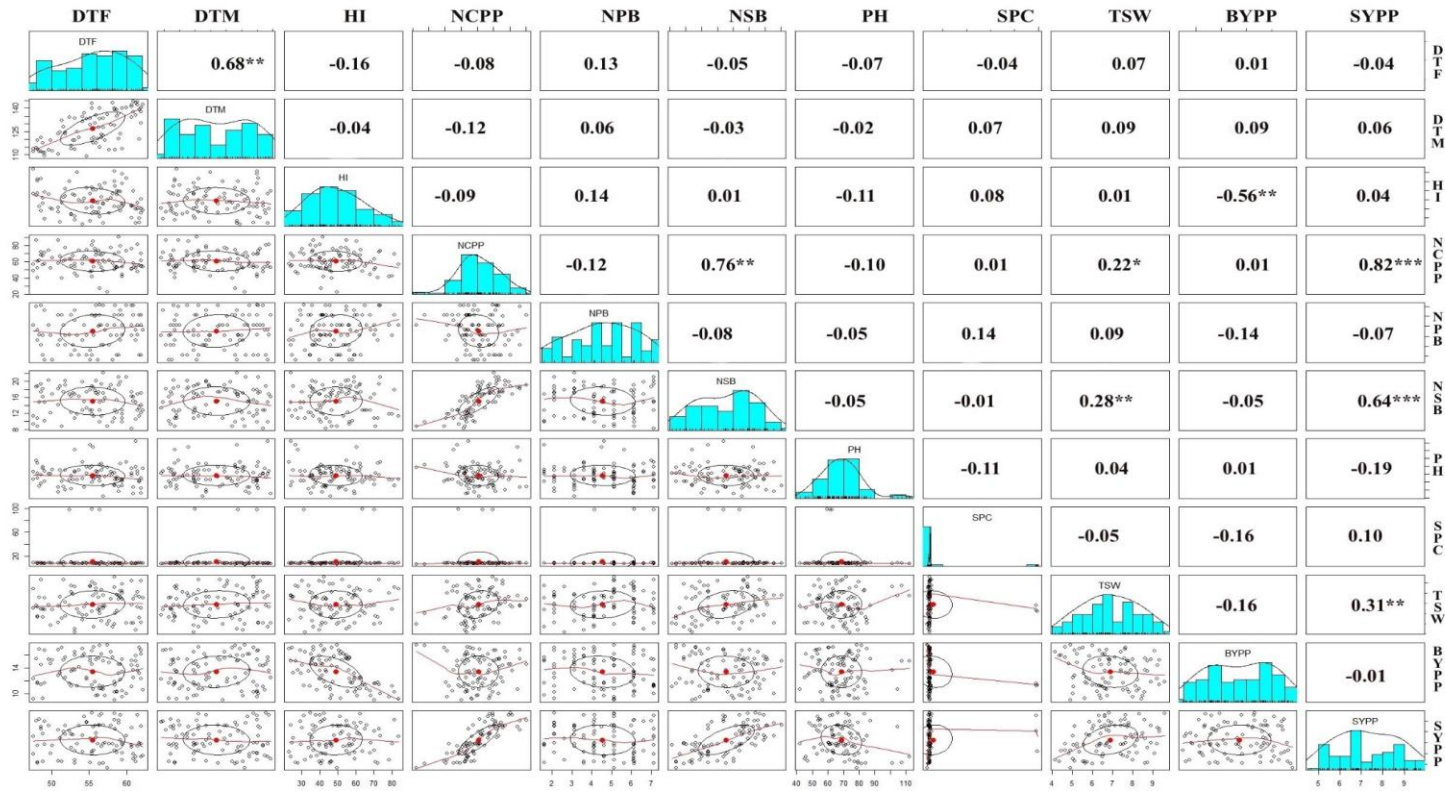 DTF DTM HI NCPP NPB NSB PH SPC TSW BYPP SYPP
DTF 0.68** -0.16 -0.08 0.13 -0.05 -0.07 -0.04 0.07 0.01 -0.04 DTF
140 125 110 DTM -0.04 -0.12 0.06 -0.03 -0.02 0.07 0.09 0.09 0.06 DTM
HI -0.09 0.14 0.01 -0.11 0.08 0.01 -0.56** 0.04 HI
80 60 40 20 NCPP -0.12 0.76** -0.10 0.01 0.22* 0.01 0.82*** NCPP
NPB -0.08 -0.05 0.14 0.09 -0.14 -0.07 NPB
20 15 12 8 NSB -0.05 -0.01 0.28** -0.05 0.64*** NSB
PH -0.11 0.04 0.01 -0.19 PH
100 60 20 SPC -0.05 -0.16 0.10 SPC
TSW -0.16 0.31** TSW
14 10 BYPP -0.01 BYPP
SYPP SYPP
50 55 60 30 40 50 60 70 80 2 3 4 5 6 7 40 50 60 70 80 90 110 4 5 6 7 8 9 5 6 7 8 9